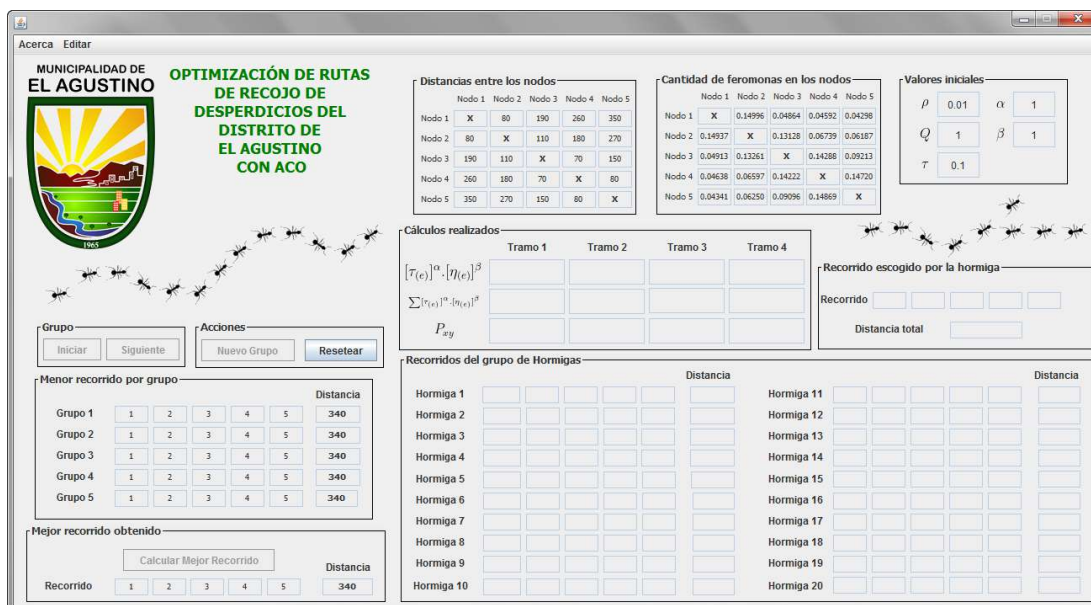 Acerca Editar
MUNICIPALIDAD DE
EL AGUSTINO
1965
OPTIMIZACIÓN DE RUTAS
DE RECOJO DE
DESPERDICIOS DEL
DISTRITO DE
EL AGUSTINO
CON ACO
Distancias entre los nodos
Nodo 1 Nodo 2 Nodo 3 Nodo 4 Nodo 5
Nodo 1 X 80 190 260 350
Nodo 2 80 X 110 180 270
Nodo 3 190 110 X 70 150
Nodo 4 260 180 70 X 80
Nodo 5 350 270 150 80 X
Cantidad de feromonas en los nodos
Nodo 1 Nodo 2 Nodo 3 Nodo 4 Nodo 5
Nodo 1 X 0.14996 0.04864 0.04592 0.04298
Nodo 2 0.14937 X 0.13128 0.06739 0.06187
Nodo 3 0.04913 0.13261 X 0.14288 0.09213
Nodo 4 0.04638 0.06597 0.14222 X 0.14720
Nodo 5 0.04341 0.06250 0.09096 0.14869 X
Valores iniciales
ρ 0.01 α 1
Q 1 β 1
τ 0.1
Cálculos realizados
Tramo 1 Tramo 2 Tramo 3 Tramo 4
[τ(e)]^α.[η(e)]^β
∑[τ(e)]^α.[η(e)]^β
P_xy
Recorrido escogido por la hormiga
Recorrido
Distancia total
Grupo
Iniciar Siguiente
Acciones
Nuevo Grupo Resetear
Menor recorrido por grupo
Distancia
Grupo 1 1 2 3 4 5 340
Grupo 2 1 2 3 4 5 340
Grupo 3 1 2 3 4 5 340
Grupo 4 1 2 3 4 5 340
Grupo 5 1 2 3 4 5 340
Mejor recorrido obtenido
Calcular Mejor Recorrido Distancia
Recorrido 1 2 3 4 5 340
Recorridos del grupo de Hormigas
Distancia Distancia
Hormiga 1 Hormiga 11
Hormiga 2 Hormiga 12
Hormiga 3 Hormiga 13
Hormiga 4 Hormiga 14
Hormiga 5 Hormiga 15
Hormiga 6 Hormiga 16
Hormiga 7 Hormiga 17
Hormiga 8 Hormiga 18
Hormiga 9 Hormiga 19
Hormiga 10 Hormiga 20